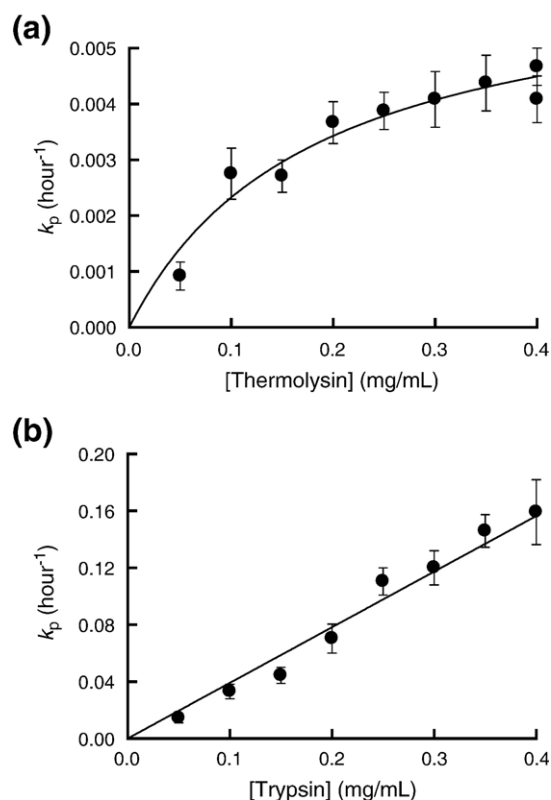 (a)
0.005
0.004
0.003
0.002
0.001
0.000
kp (hour-1)
0.0 0.1 0.2 0.3 0.4
[Thermolysin] (mg/mL)
(b)
0.20
0.16
0.12
0.08
0.04
0.00
kp (hour-1)
0.0 0.1 0.2 0.3 0.4
[Trypsin] (mg/mL)